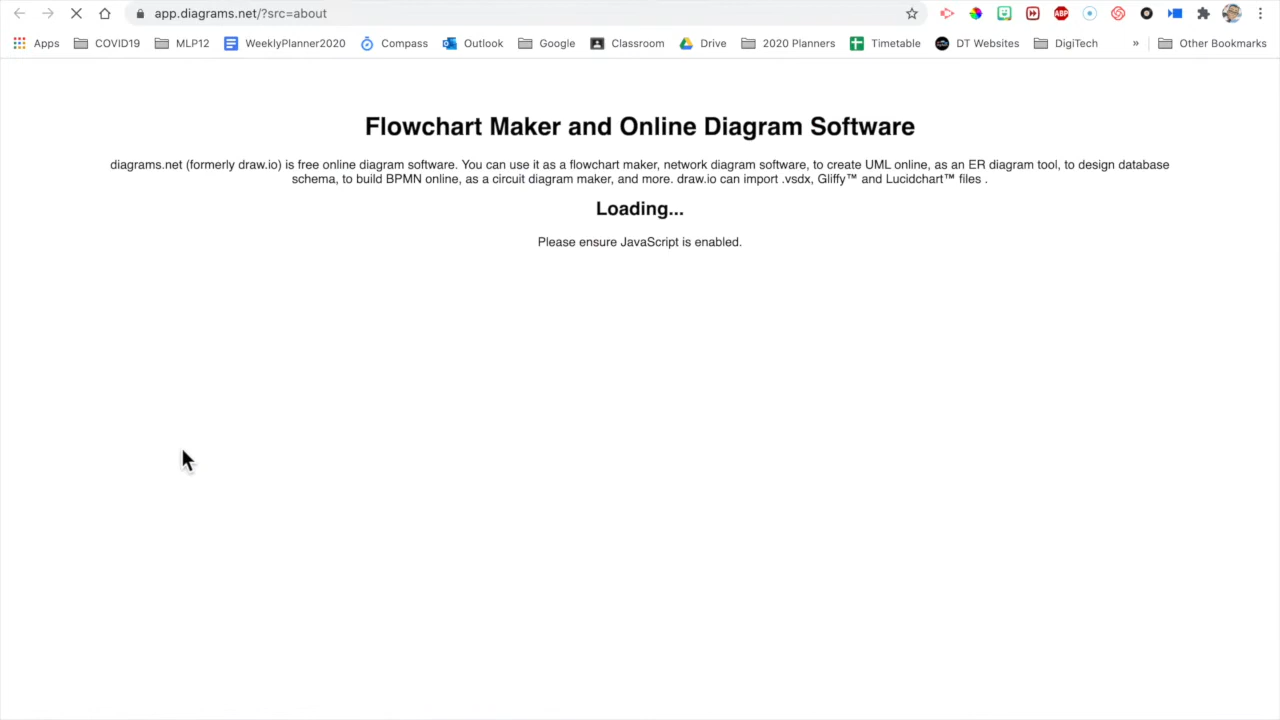 app.diagrams.net/?src=about
ABP
Apps COVID19 MLP12 WeeklyPlanner2020 Compass Outlook Google Classroom Drive 2020 Planners Timetable DT Websites DigiTech » Other Bookmarks
Flowchart Maker and Online Diagram Software
diagrams.net (formerly draw.io) is free online diagram software. You can use it as a flowchart maker, network diagram software, to create UML online, as an ER diagram tool, to design database
schema, to build BPMN online, as a circuit diagram maker, and more. draw.io can import .vsdx, Gliffy™ and Lucidchart™ files .
Loading...
Please ensure JavaScript is enabled.